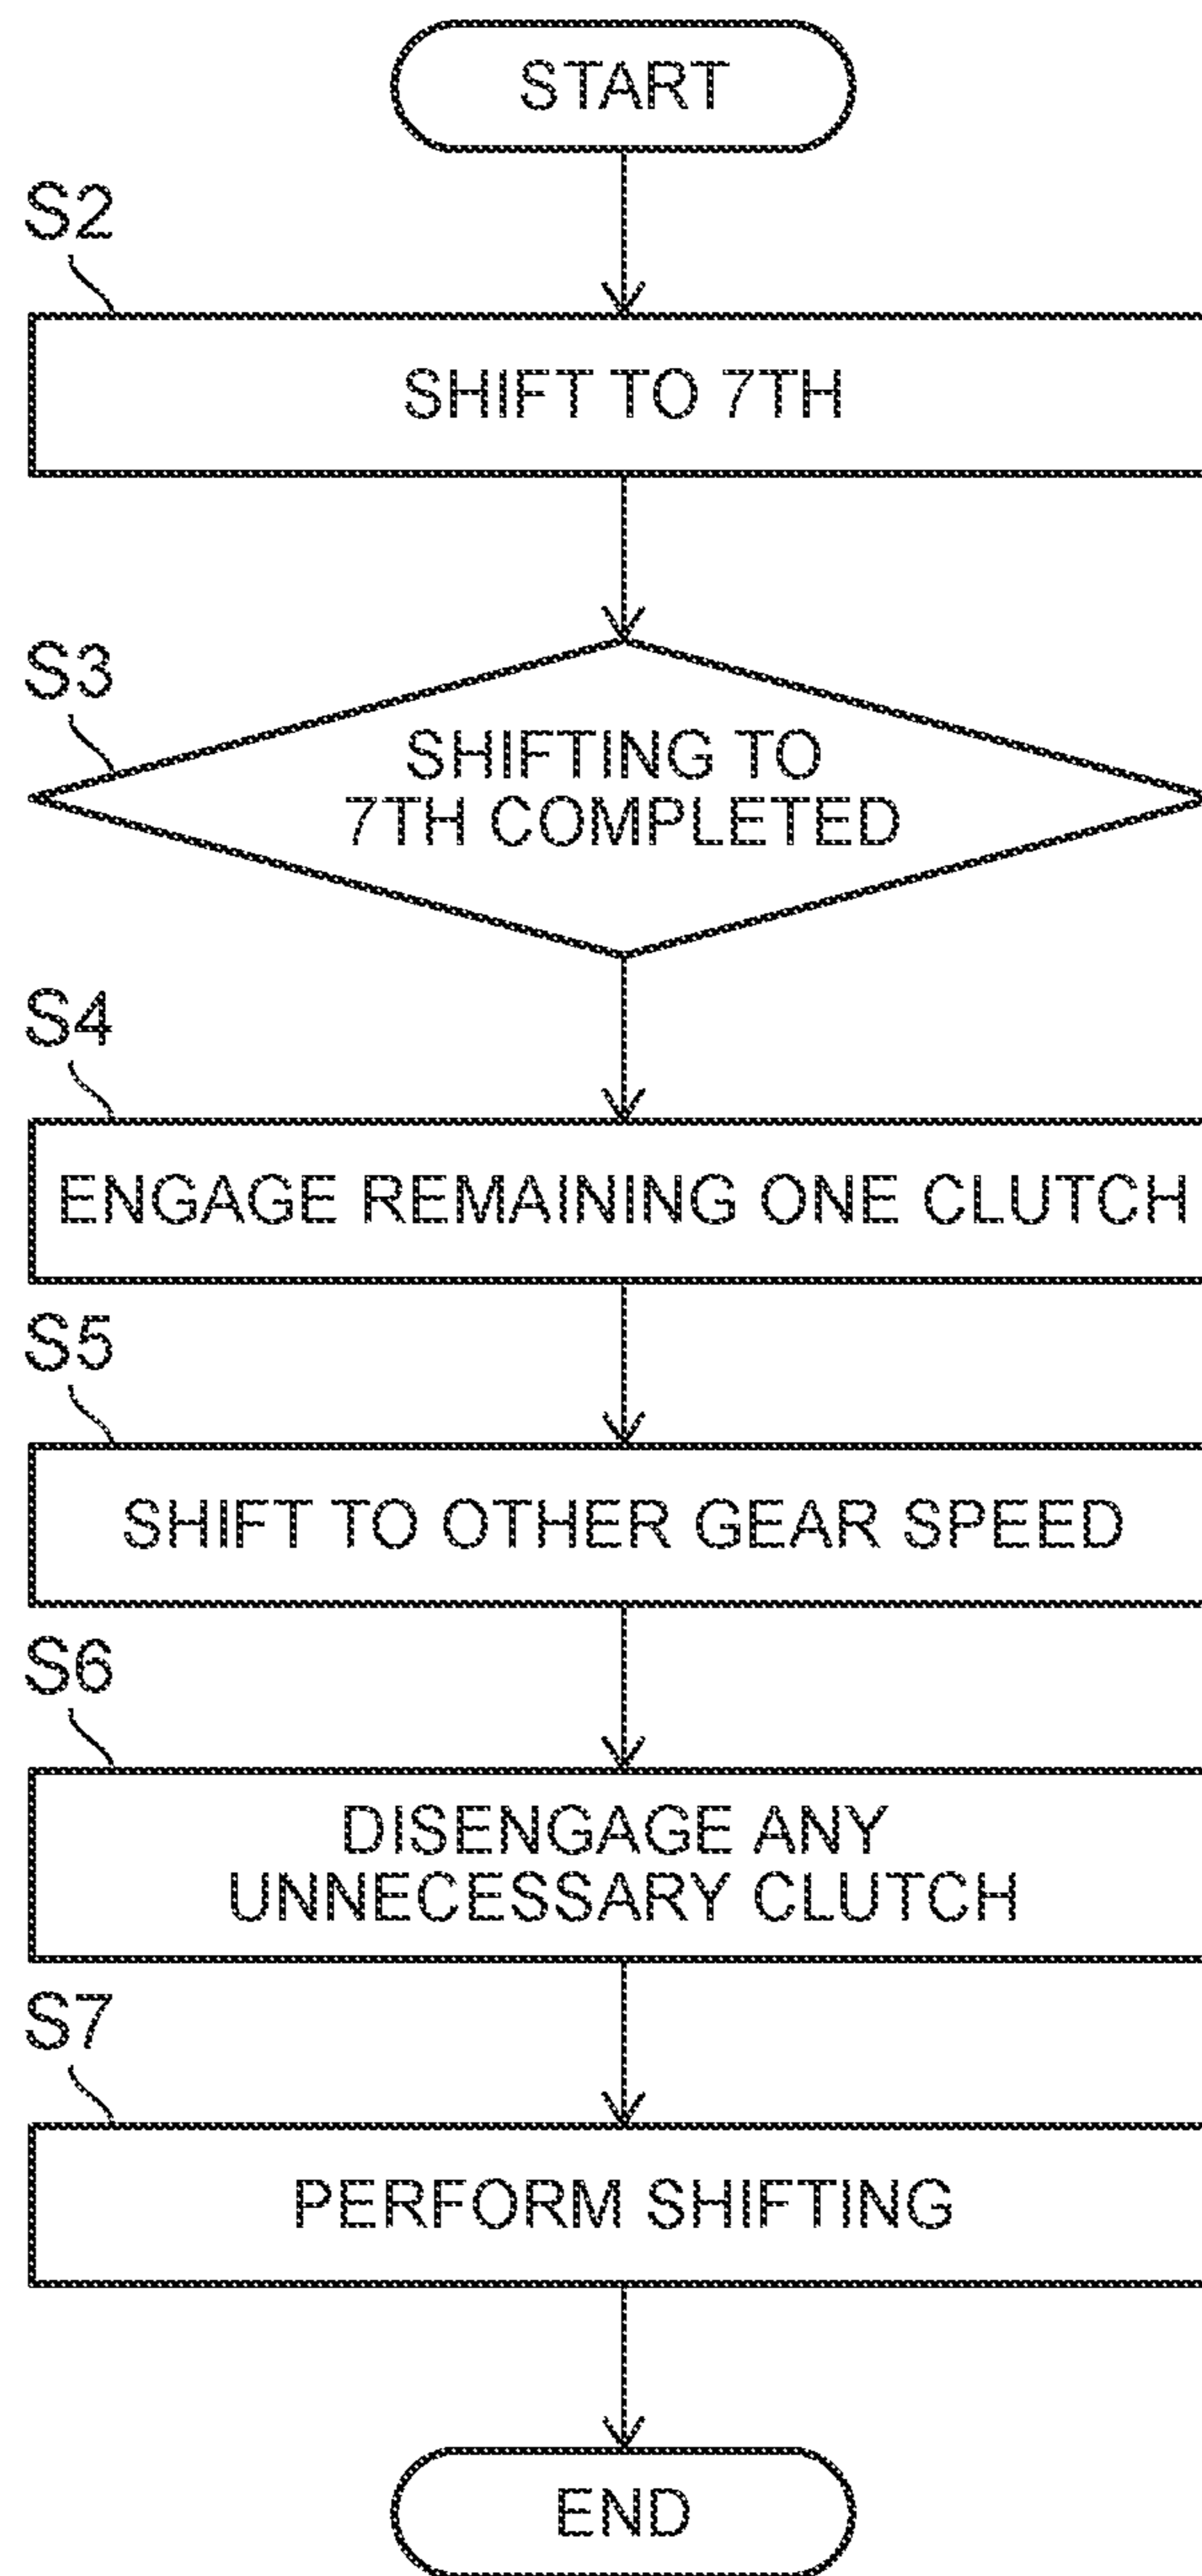 START
S2
SHIFT TO 7TH
S3
SHIFTING TO
7TH COMPLETED
S4
ENGAGE REMAINING ONE CLUTCH
S5
SHIFT TO OTHER GEAR SPEED
S6
DISENGAGE ANY
UNNECESSARY CLUTCH
S7
PERFORM SHIFTING
END